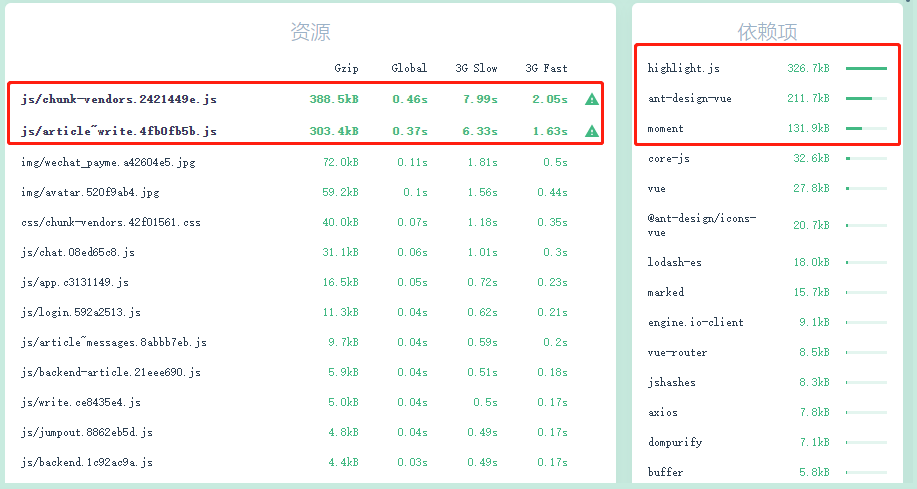 资源
Gzip Global 3G Slow 3G Fast
js/chunk-vendors.2421449e.js 388.5kB 0.46s 7.99s 2.05s
js/article~write.4fb0fb5b.js 303.4kB 0.37s 6.33s 1.63s
img/wechat_payme.a42604e5.jpg 72.0kB 0.11s 1.81s 0.5s
img/avatar.520f9ab4.jpg 59.2kB 0.1s 1.56s 0.44s
css/chunk-vendors.42f01561.css 40.0kB 0.07s 1.18s 0.35s
js/chat.08ed65c8.js 31.1kB 0.06s 1.01s 0.3s
js/app.c3131149.js 16.5kB 0.05s 0.72s 0.23s
js/login.592a2513.js 11.3kB 0.04s 0.62s 0.21s
js/article~messages.8abbb7eb.js 9.7kB 0.04s 0.59s 0.2s
js/backend-article.21eee690.js 5.9kB 0.04s 0.51s 0.18s
js/write.ce8435e4.js 5.0kB 0.04s 0.5s 0.17s
js/jumpout.8862eb5d.js 4.8kB 0.04s 0.49s 0.17s
js/backend.1c92ac9a.js 4.4kB 0.03s 0.49s 0.17s
依赖项
highlight.js 326.7kB
ant-design-vue 211.7kB
moment 131.9kB
core-js 32.6kB
vue 27.8kB
@ant-design/icons-
vue 20.7kB
lodash-es 18.0kB
marked 15.7kB
engine.io-client 9.1kB
vue-router 8.5kB
jshashes 8.3kB
axios 7.8kB
dompurify 7.1kB
buffer 5.8kB